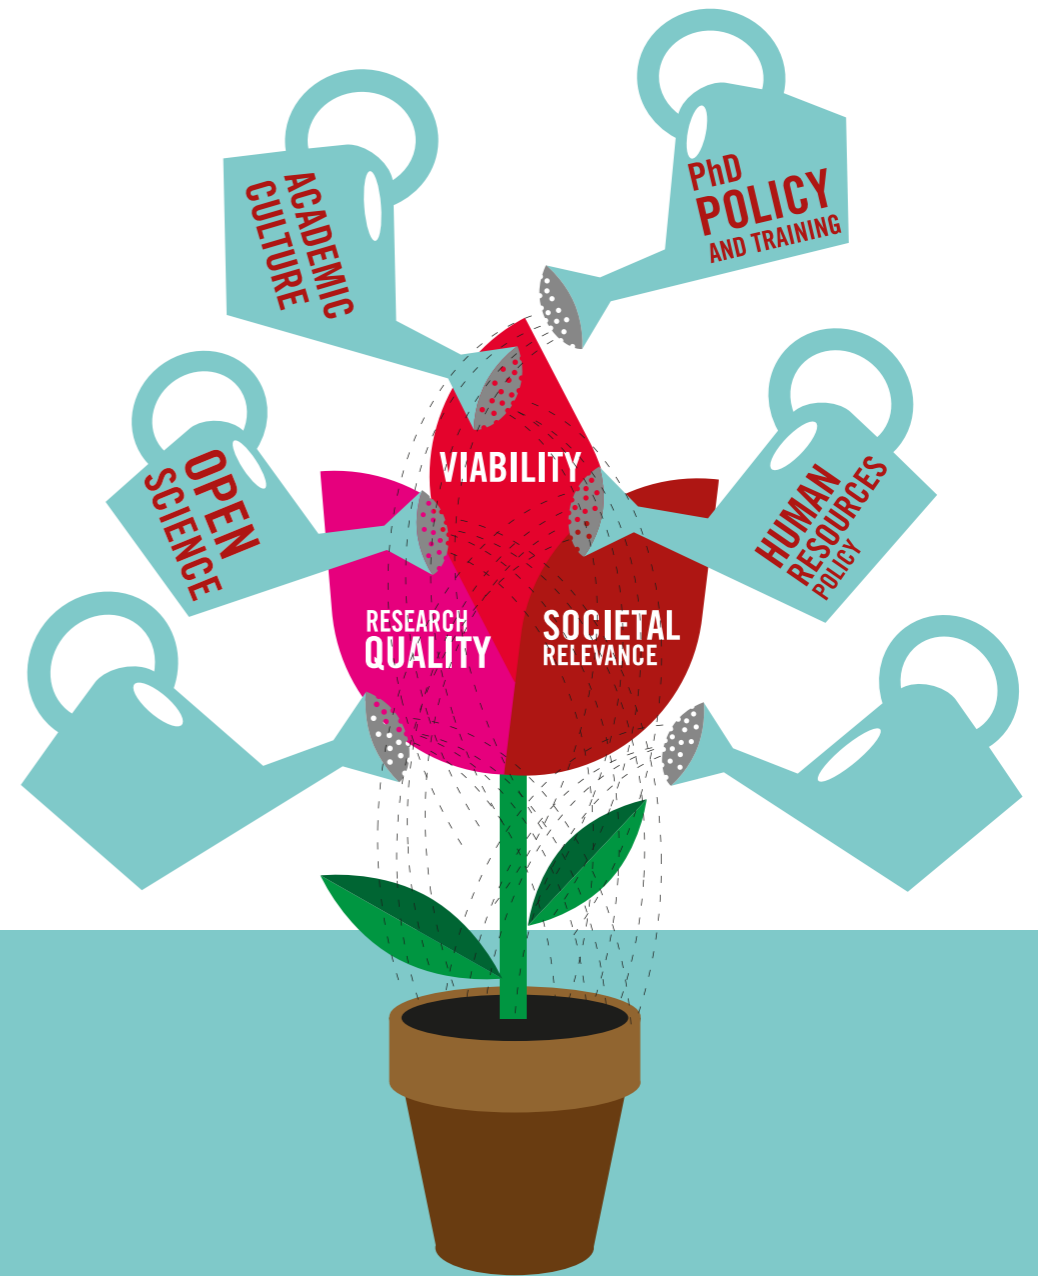 ACADEMIC
CULTURE
PhD
POLICY
AND TRAINING
OPEN
SCIENCE
HUMAN
RESOURCES
POLICY
VIABILITY
RESEARCH
QUALITY
SOCIETAL
RELEVANCE